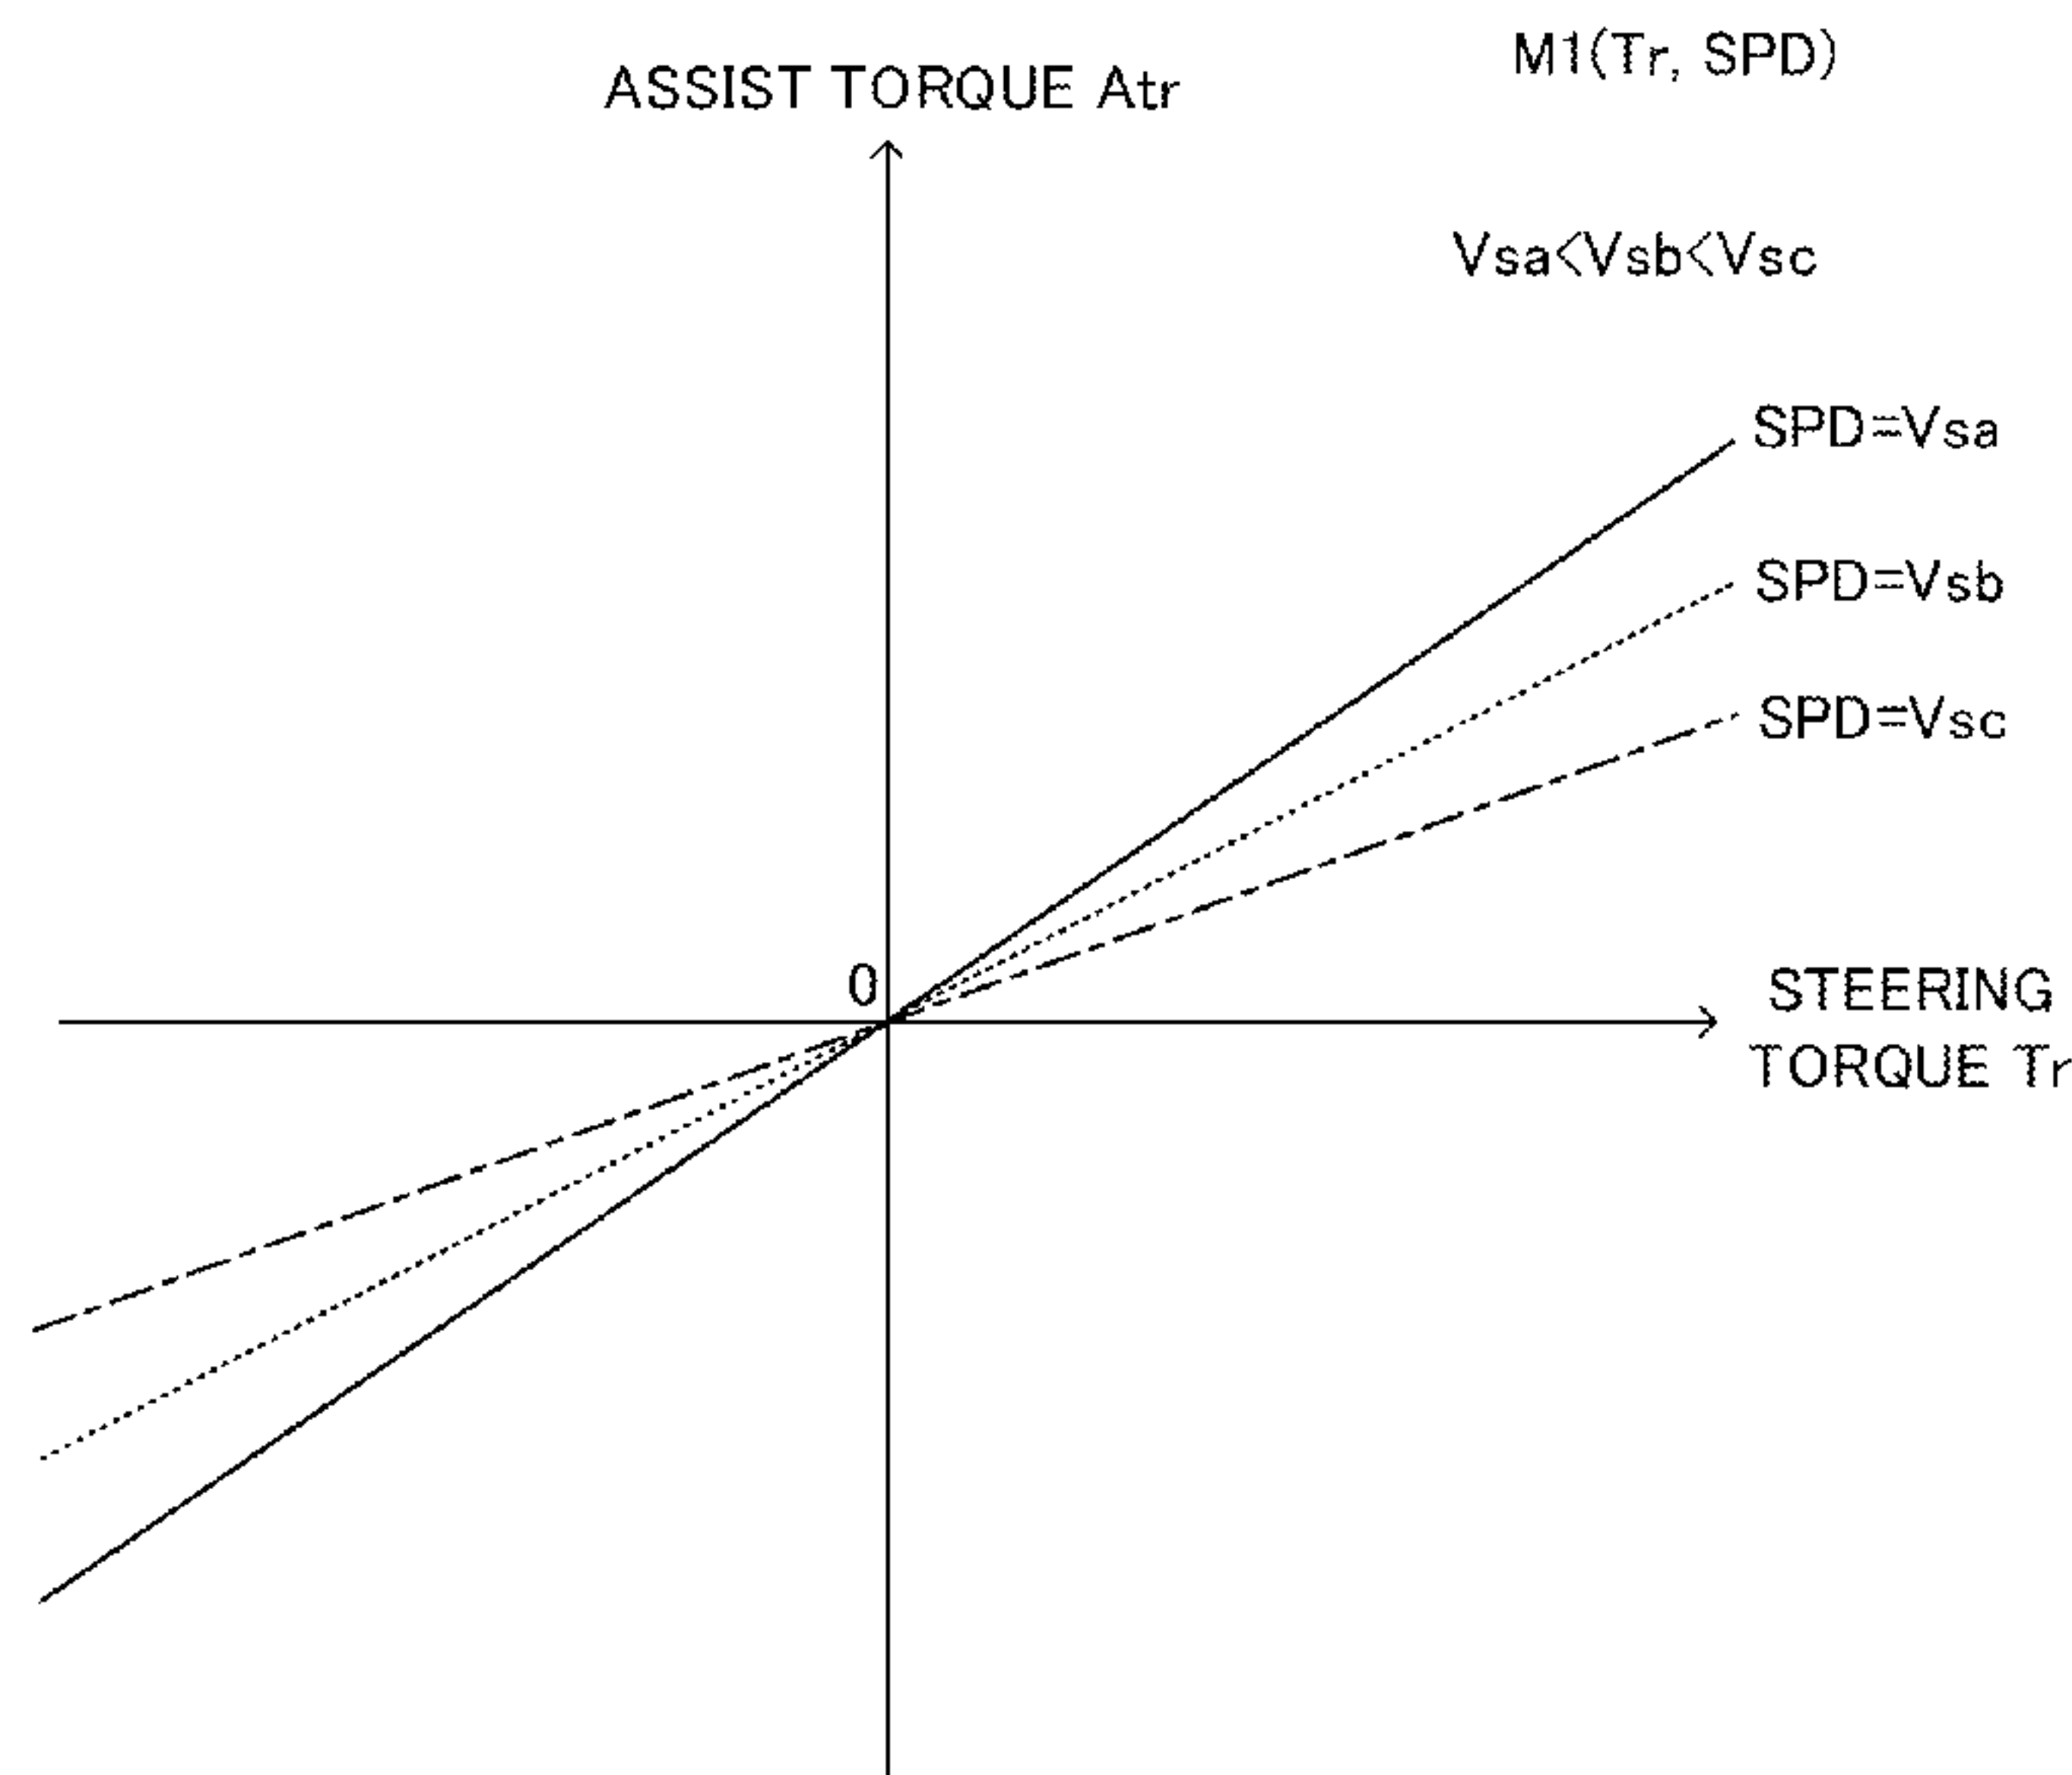 M1(Tr, SPD)
ASSIST TORQUE Atr
Vsa<Vsb<Vsc
SPD=Vsa
SPD=Vsb
SPD=Vsc
0
STEERING
TORQUE Tr